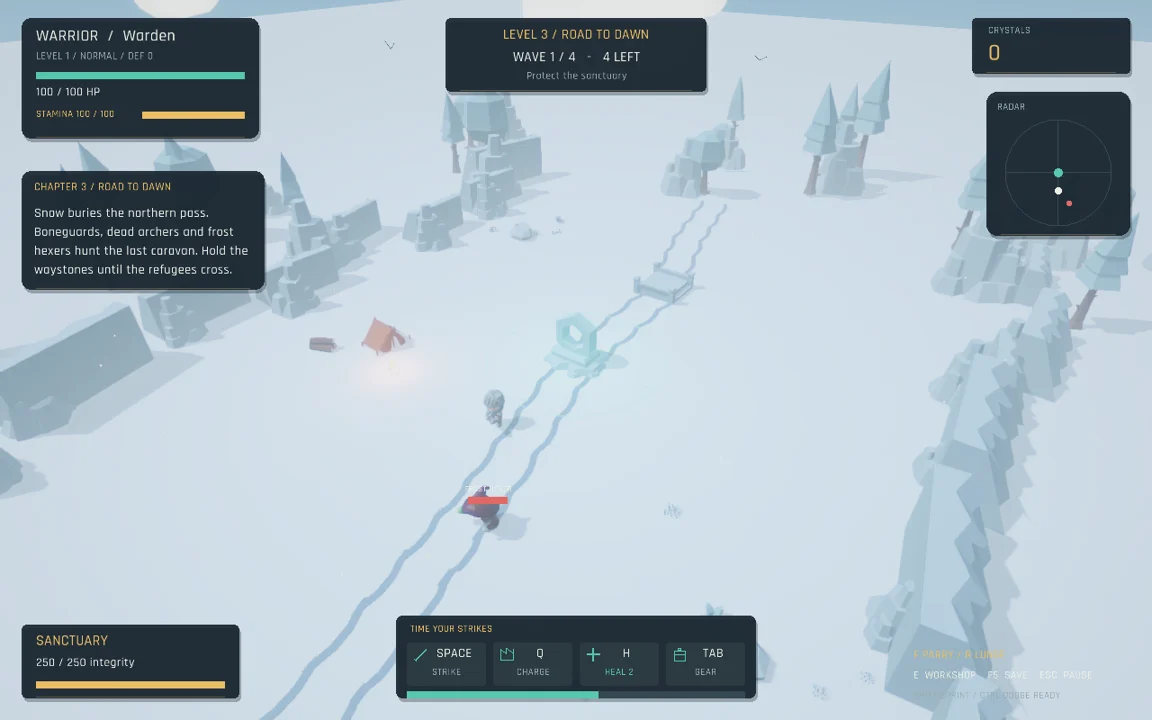 WARRIOR / Warden
LEVEL 1 / NORMAL / DEF 0
100 / 100 HP
STAMINA 100 / 100
LEVEL 3 / ROAD TO DAWN
WAVE 1 / 4 - 4 LEFT
Protect the sanctuary
CRYSTALS
0
RADAR
CHAPTER 3 / ROAD TO DAWN
Snow buries the northern pass.
Boneguards, dead archers and frost
hexers hunt the last caravan. Hold the
waystones until the refugees cross.
SANCTUARY
250 / 250 integrity
TIME YOUR STRIKES
SPACE
STRIKE
Q
CHARGE
H
HEAL 2
TAB
GEAR
F PARRY
E WORKSHOP F5 SAVE ESC PAUSE
DODGE READY